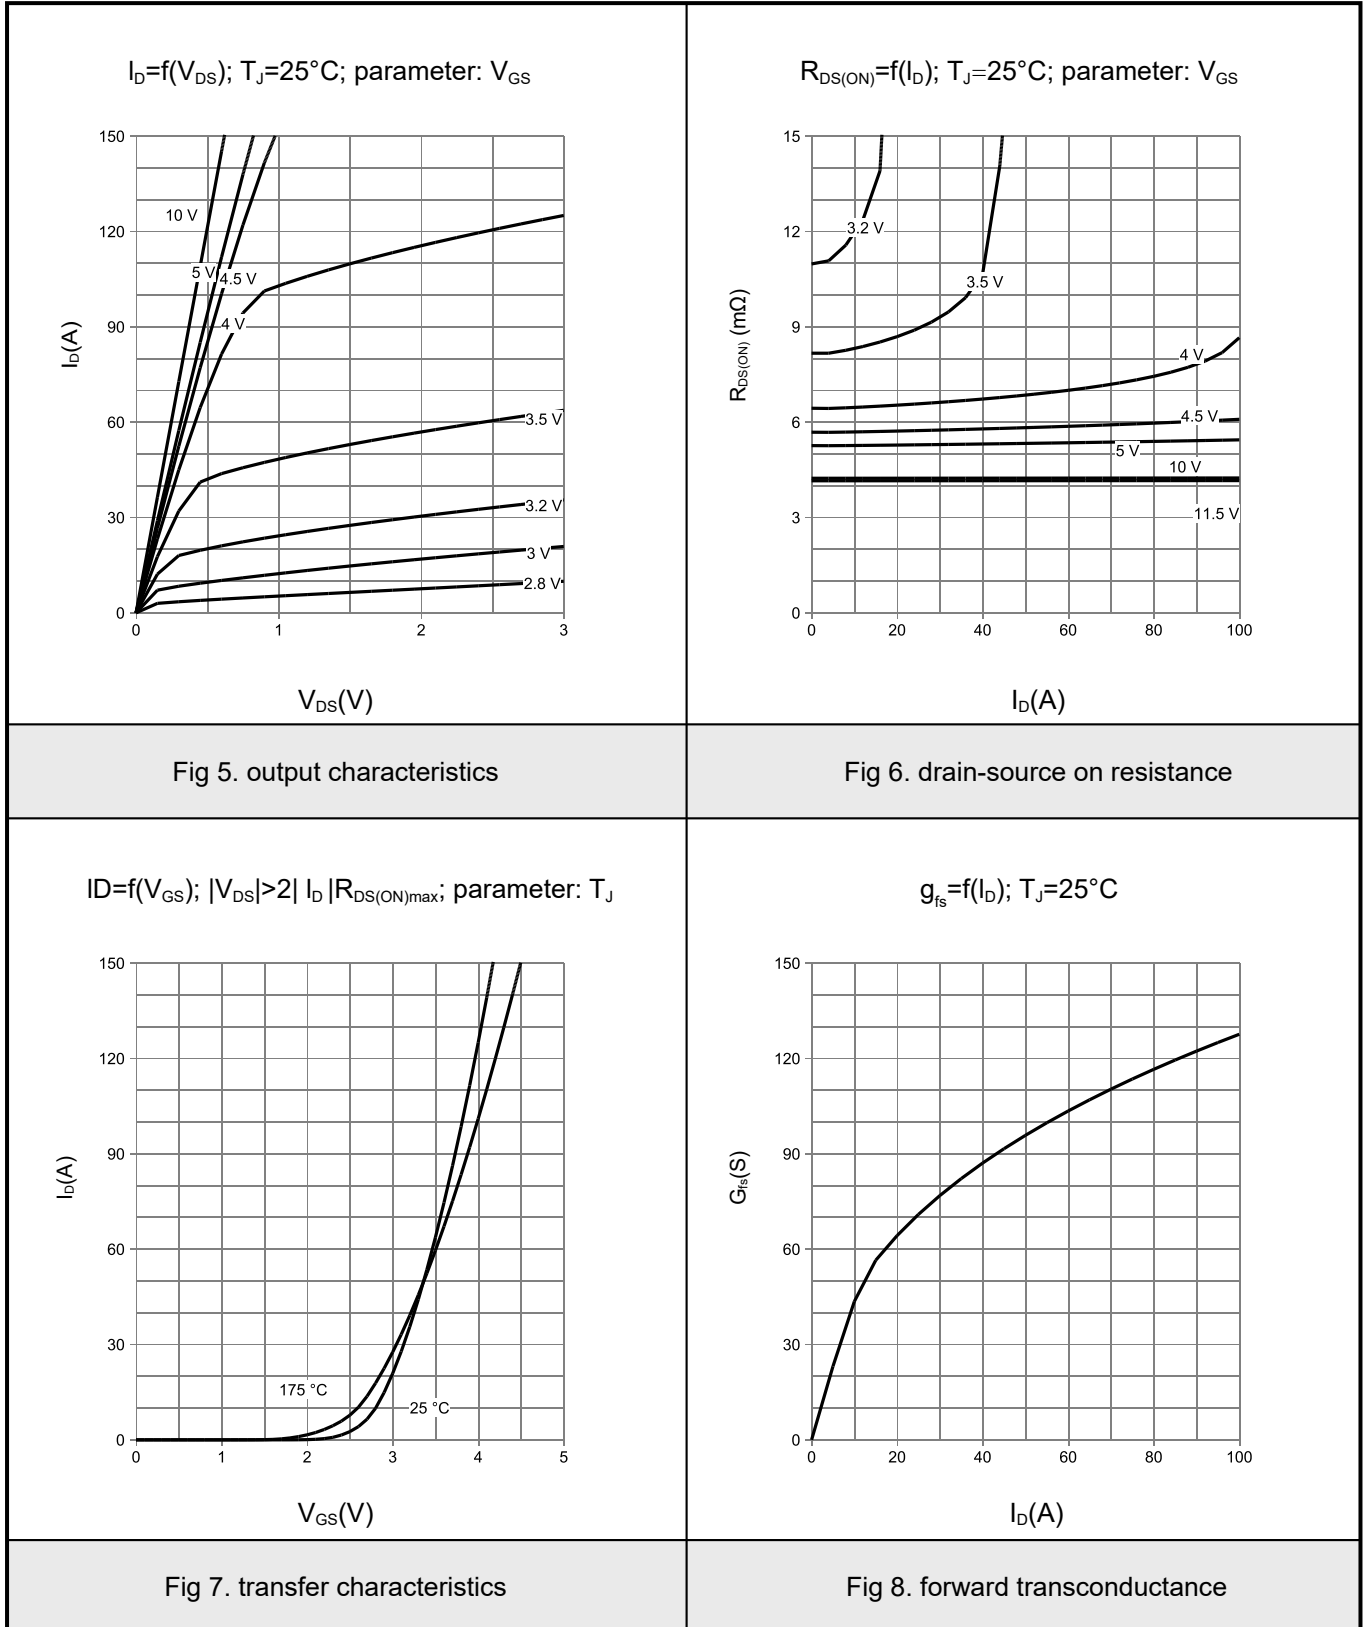 I_D=f(V_DS); T_J=25°C; parameter: V_GS
150
120
90
60
30
0
0 1 2 3
I_D(A)
10 V
5 V
4.5 V
4 V
3.5 V
3.2 V
3 V
2.8 V
V_DS(V)
Fig 5. output characteristics
R_DS(ON)=f(I_D); T_J=25°C; parameter: V_GS
15
12
9
6
3
0
0 20 40 60 80 100
R_DS(ON) (mΩ)
3.2 V
3.5 V
4 V
4.5 V
5 V
10 V
11.5 V
I_D(A)
Fig 6. drain-source on resistance
ID=f(V_GS); |V_DS|>2| I_D |R_DS(ON)max; parameter: T_J
150
120
90
60
30
0
0 1 2 3 4 5
I_D(A)
175 °C
25 °C
V_GS(V)
Fig 7. transfer characteristics
g_fs=f(I_D); T_J=25°C
150
120
90
60
30
0
0 20 40 60 80 100
G_fs(S)
I_D(A)
Fig 8. forward transconductance